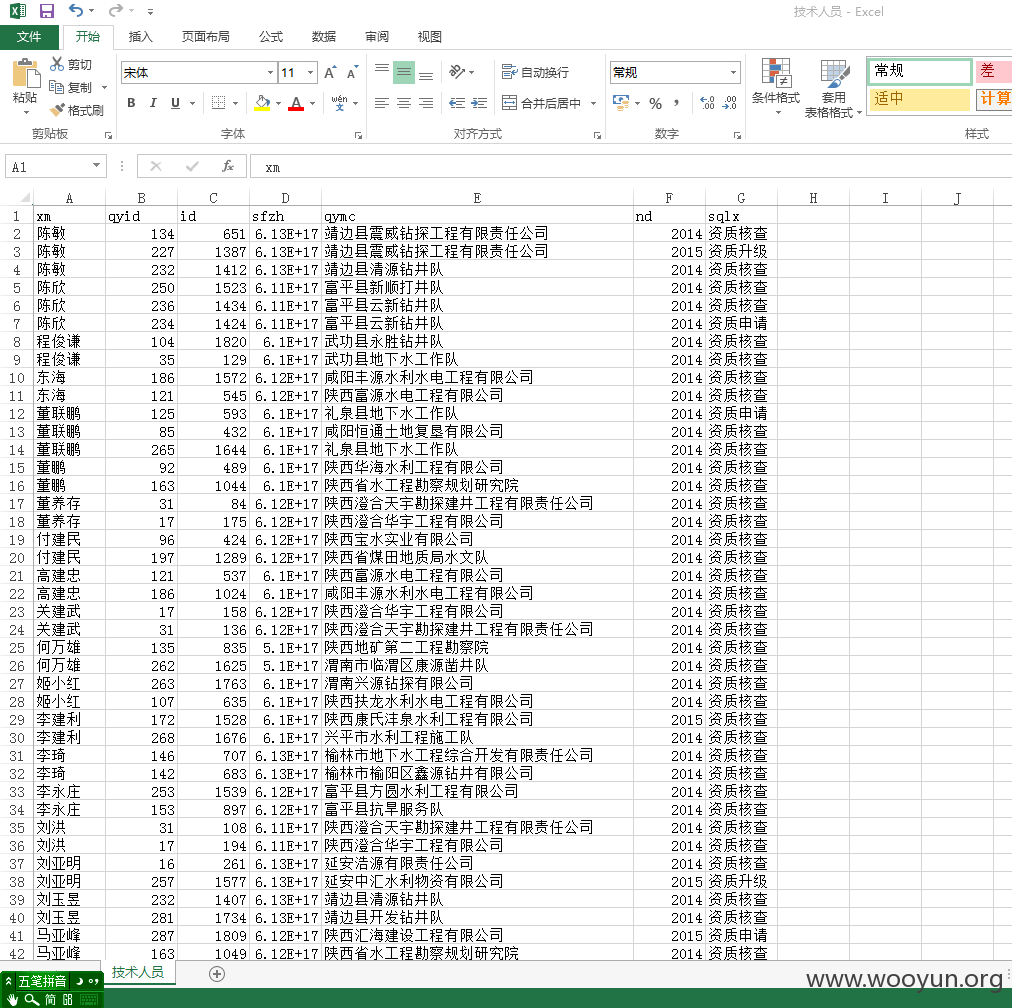 技术人员 - Excel
文件 开始 插入 页面布局 公式 数据 审阅 视图
粘贴 剪切 复制 格式刷 剪贴板
宋体 11 A A B I U A wén 文 字体
自动换行 合并后居中 对齐方式
常规 % , 数字
条件格式 套用 表格格式 常规 差 适中 计算 样式
A1 fx xm
A B C D E F G H I J
1 xm qyid id sfzh qymc nd sqlx
2 陈敏 134 651 6.13E+17 靖边县震威钻探工程有限责任公司 2014 资质核查
3 陈敏 227 1387 6.13E+17 靖边县震威钻探工程有限责任公司 2015 资质升级
4 陈敏 232 1412 6.13E+17 靖边县清源钻井队 2014 资质核查
5 陈欣 250 1523 6.11E+17 富平县新顺打井队 2014 资质核查
6 陈欣 236 1434 6.11E+17 富平县云新钻井队 2014 资质核查
7 陈欣 234 1424 6.11E+17 富平县云新钻井队 2014 资质申请
8 程俊谦 104 1820 6.1E+17 武功县永胜钻井队 2014 资质核查
9 程俊谦 35 129 6.1E+17 武功县地下水工作队 2014 资质核查
10 东海 186 1572 6.12E+17 咸阳丰源水利水电工程有限公司 2014 资质核查
11 东海 121 545 6.12E+17 陕西富源水电工程有限公司 2014 资质核查
12 董联鹏 125 593 6.1E+17 礼泉县地下水工作队 2014 资质申请
13 董联鹏 85 432 6.1E+17 咸阳恒通土地复垦有限公司 2014 资质核查
14 董联鹏 265 1644 6.1E+17 礼泉县地下水工作队 2014 资质核查
15 董鹏 92 489 6.1E+17 陕西华海水利工程有限公司 2014 资质核查
16 董鹏 163 1044 6.1E+17 陕西省水工程勘察规划研究院 2014 资质核查
17 董养存 31 84 6.12E+17 陕西澄合天宇勘探建井工程有限责任公司 2014 资质核查
18 董养存 17 175 6.12E+17 陕西澄合华宇工程有限公司 2014 资质核查
19 付建民 96 424 6.12E+17 陕西宝水实业有限公司 2014 资质核查
20 付建民 197 1289 6.12E+17 陕西省煤田地质局水文队 2014 资质核查
21 高建忠 121 537 6.1E+17 陕西富源水电工程有限公司 2014 资质核查
22 高建忠 186 1024 6.1E+17 咸阳丰源水利水电工程有限公司 2014 资质核查
23 关建武 17 158 6.12E+17 陕西澄合华宇工程有限公司 2014 资质核查
24 关建武 31 136 6.12E+17 陕西澄合天宇勘探建井工程有限责任公司 2014 资质核查
25 何万雄 135 835 5.1E+17 陕西地矿第二工程勘察院 2014 资质核查
26 何万雄 262 1625 5.1E+17 渭南市临渭区康源凿井队 2014 资质核查
27 姬小红 263 1763 6.1E+17 渭南兴源钻探有限公司 2014 资质核查
28 姬小红 107 635 6.1E+17 陕西扶龙水利水电工程有限公司 2014 资质核查
29 李建利 172 1528 6.1E+17 陕西康氏沣泉水利工程有限公司 2015 资质核查
30 李建利 268 1676 6.1E+17 兴平市水利工程施工队 2014 资质核查
31 李琦 146 707 6.13E+17 榆林市地下水工程综合开发有限责任公司 2014 资质核查
32 李琦 142 683 6.13E+17 榆林市榆阳区鑫源钻井有限公司 2014 资质核查
33 李永庄 253 1539 6.12E+17 富平县方圆水利工程有限公司 2014 资质核查
34 李永庄 153 897 6.12E+17 富平县抗旱服务队 2014 资质核查
35 刘洪 31 108 6.11E+17 陕西澄合天宇勘探建井工程有限责任公司 2014 资质核查
36 刘洪 17 194 6.11E+17 陕西澄合华宇工程有限公司 2014 资质核查
37 刘亚明 16 261 6.13E+17 延安浩源有限责任公司 2014 资质核查
38 刘亚明 257 1577 6.13E+17 延安中汇水利物资有限公司 2015 资质升级
39 刘玉昱 232 1407 6.13E+17 靖边县清源钻井队 2014 资质核查
40 刘玉昱 281 1734 6.13E+17 靖边县开发钻井队 2014 资质核查
41 马亚峰 287 1809 6.12E+17 陕西汇海建设工程有限公司 2015 资质申请
42 马亚峰 163 1049 6.12E+17 陕西省水工程勘察规划研究院 2014 资质核查
技术人员
五笔拼音
简
www.wooyun.org